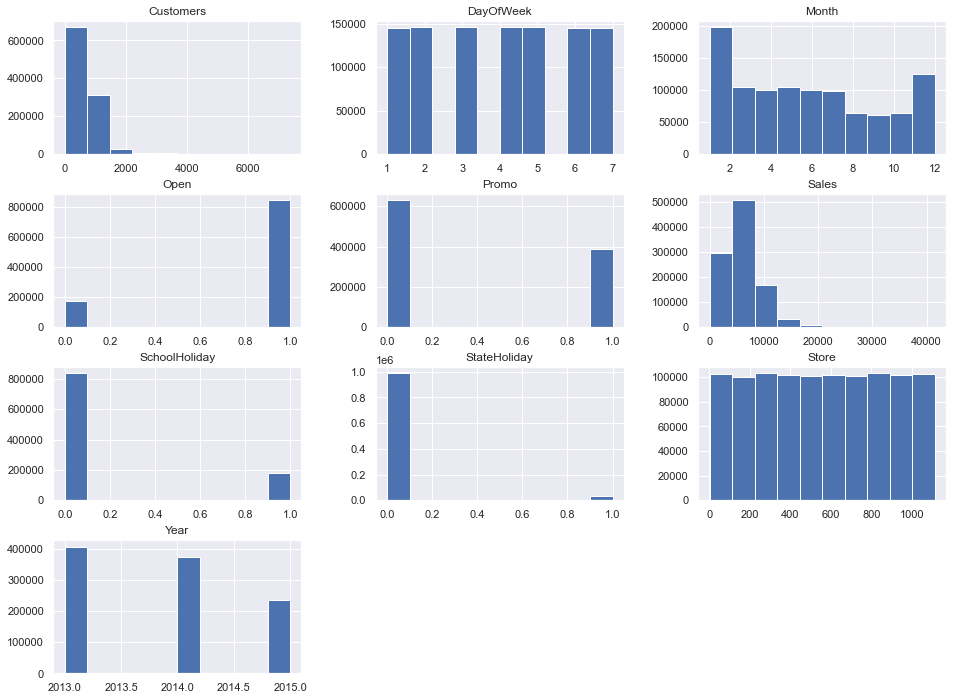 Customers
600000
400000
200000
0
0 2000 4000 6000
DayOfWeek
150000
100000
50000
0
1 2 3 4 5 6 7
Month
200000
150000
100000
50000
0
2 4 6 8 10 12
Open
800000
600000
400000
200000
0
0.0 0.2 0.4 0.6 0.8 1.0
Promo
600000
400000
200000
0
0.0 0.2 0.4 0.6 0.8 1.0
Sales
500000
400000
300000
200000
100000
0
0 10000 20000 30000 40000
SchoolHoliday
800000
600000
400000
200000
0
0.0 0.2 0.4 0.6 0.8 1.0
StateHoliday
1e6
1.0
0.8
0.6
0.4
0.2
0.0
0.0 0.2 0.4 0.6 0.8 1.0
Store
100000
80000
60000
40000
20000
0
0 200 400 600 800 1000
Year
400000
300000
200000
100000
0
2013.0 2013.5 2014.0 2014.5 2015.0